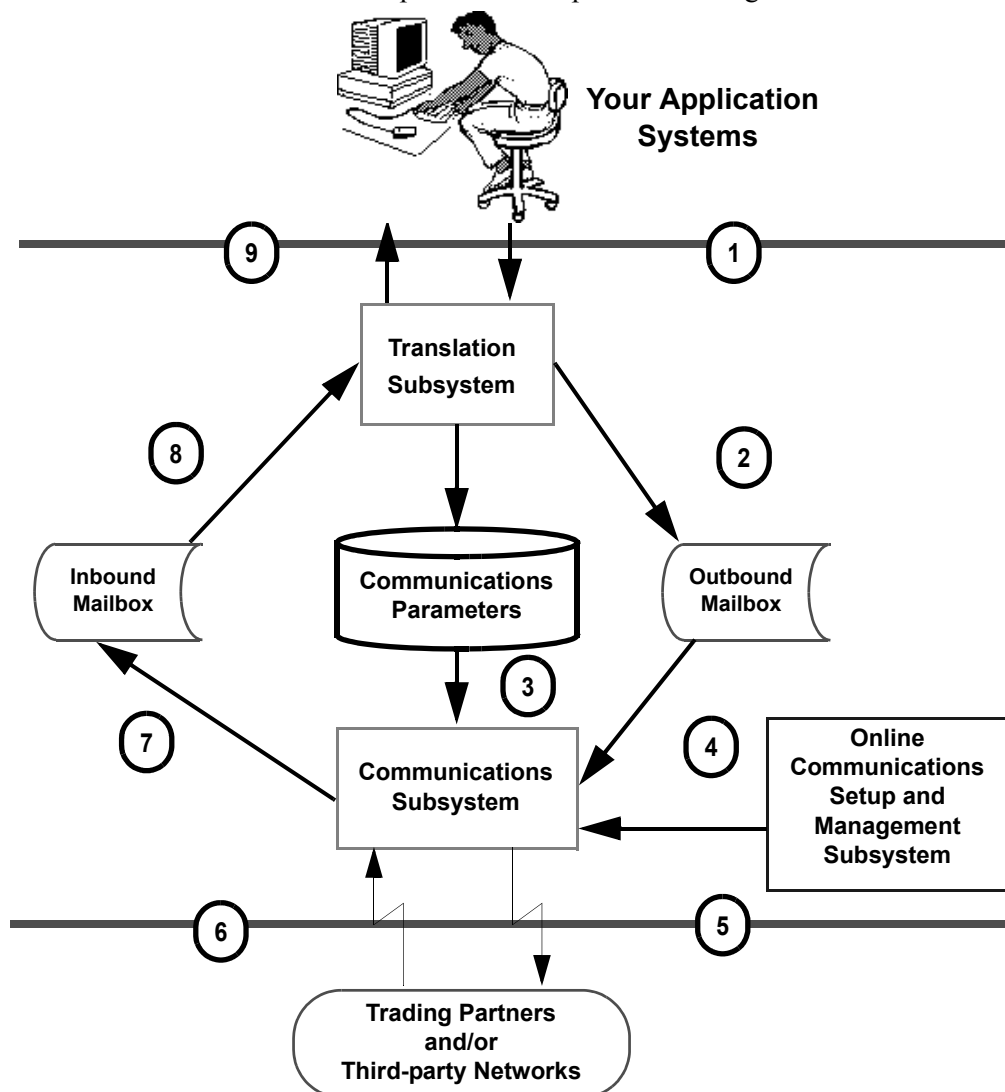 Your Application
Systems
9
1
Translation
Subsystem
8
2
Inbound
Mailbox
Communications
Parameters
Outbound
Mailbox
3
7
4
Communications
Subsystem
Online
Communications
Setup and
Management
Subsystem
6
5
Trading Partners
and/or
Third-party Networks